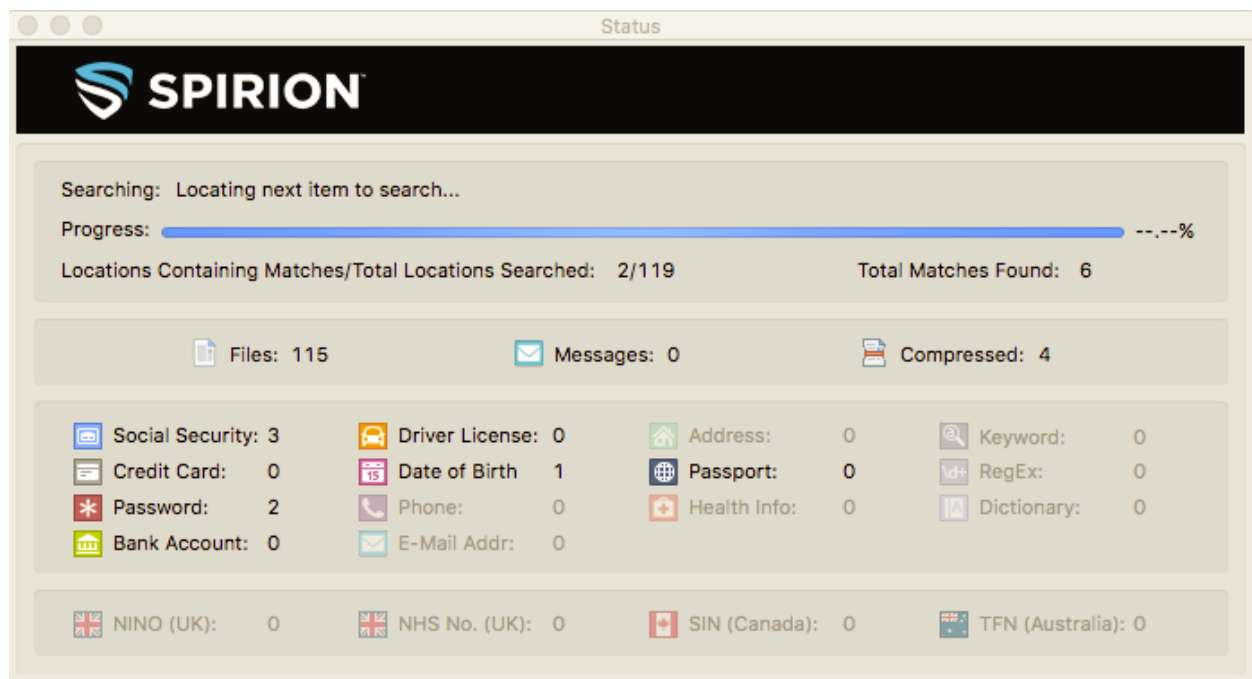 Status
SPIRION™
Searching: Locating next item to search...
Progress: --.--%
Locations Containing Matches/Total Locations Searched: 2/119 Total Matches Found: 6
Files: 115 Messages: 0 Compressed: 4
Social Security: 3 Driver License: 0 Address: 0 Keyword: 0
Credit Card: 0 15 Date of Birth 1 Passport: 0 \d+ RegEx: 0
Password: 2 Phone: 0 Health Info: 0 A Dictionary: 0
Bank Account: 0 E-Mail Addr: 0
NINO (UK): 0 NHS No. (UK): 0 SIN (Canada): 0 TFN (Australia): 0